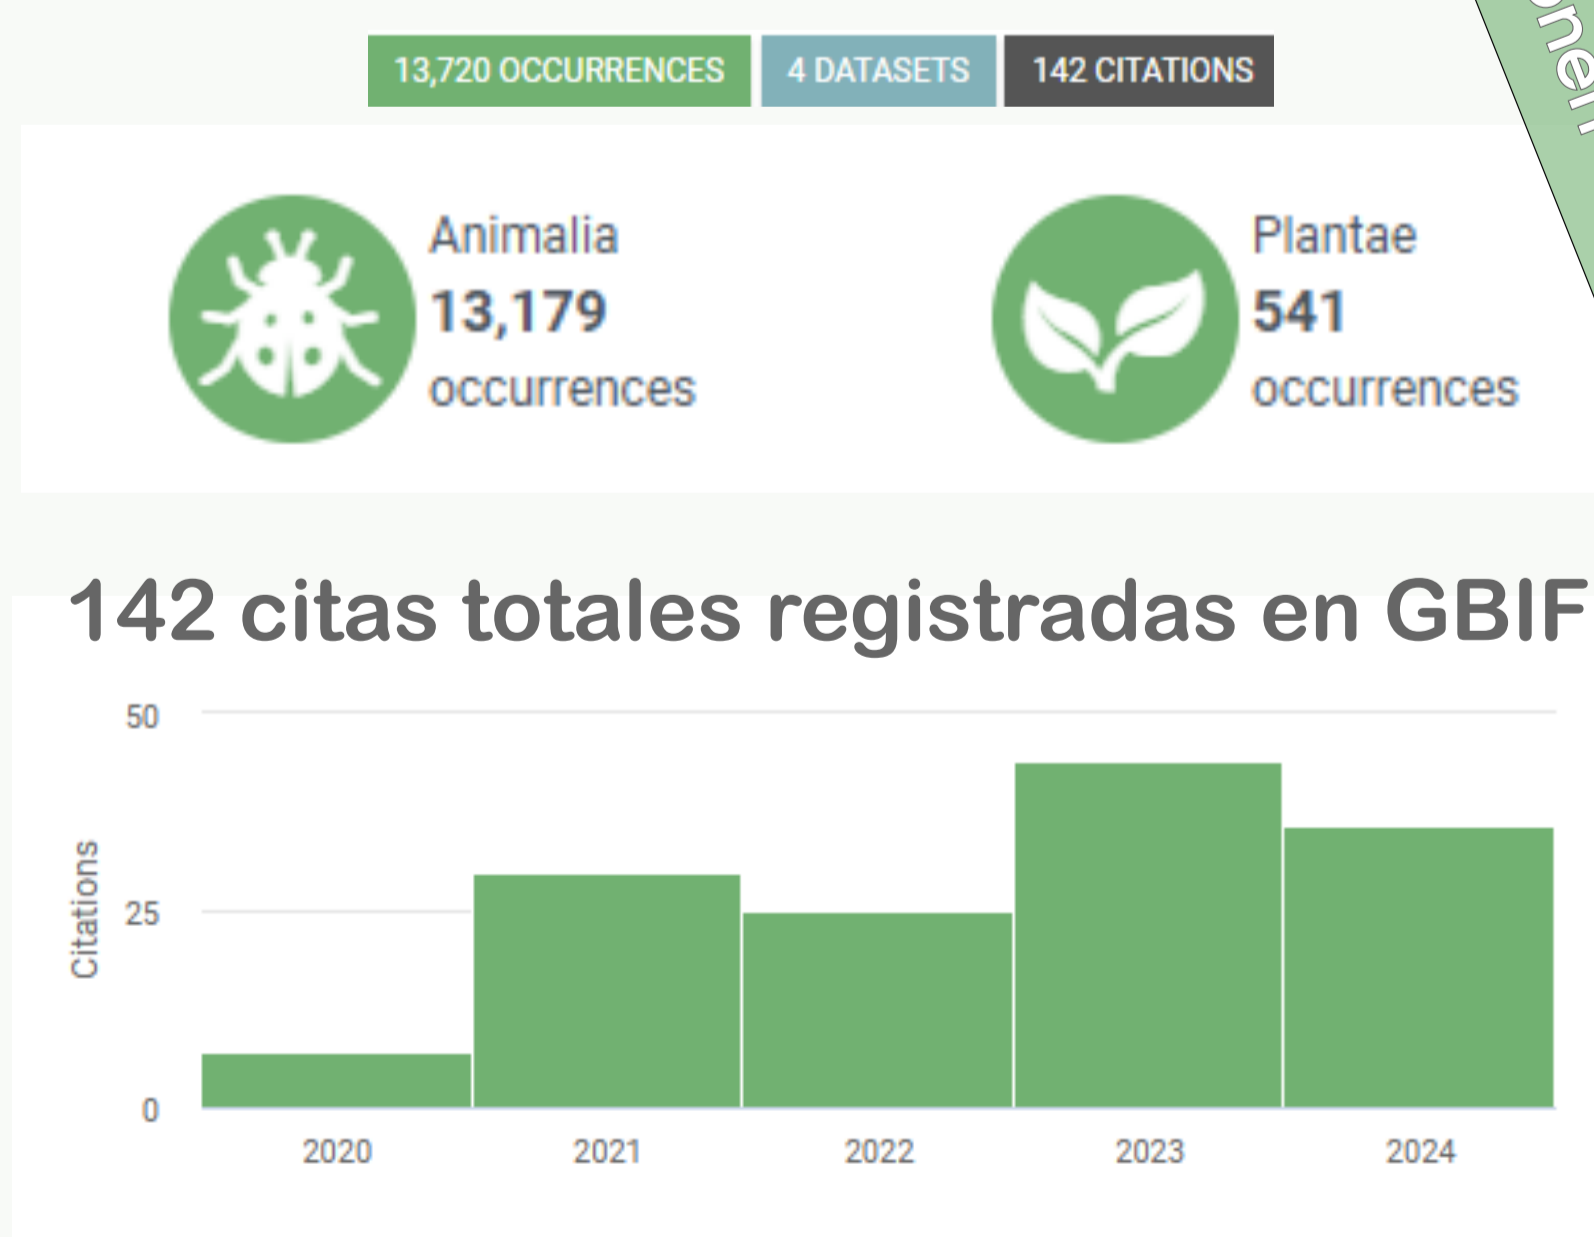 13,720 OCCURRENCES
4 DATASETS
142 CITATIONS
Animalia
13,179
occurrences
Plantae
541
occurrences
142 citas totales registradas en GBIF
50
25
0
Citations
2020
2021
2022
2023
2024